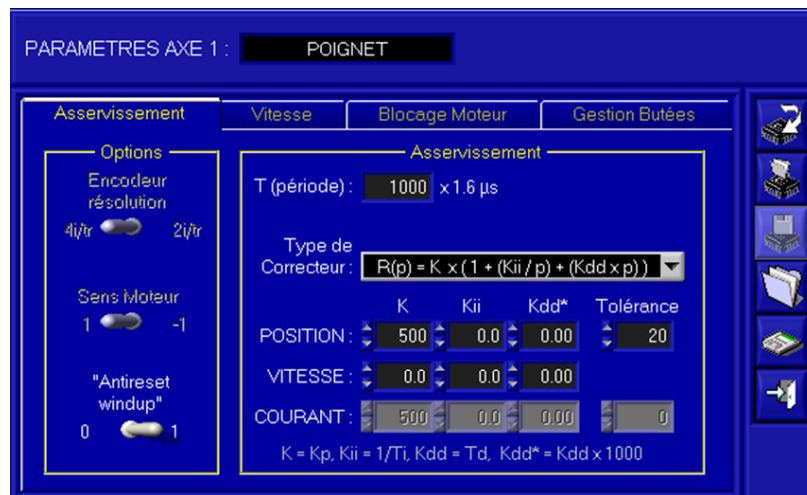 PARAMETRES AXE 1 : POIGNET
Asservissement Vitesse Blocage Moteur Gestion Butées
Options
Encodeur
résolution
4i/tr 2i/tr
Sens Moteur
1 -1
"Antireset
windup"
0 1
Asservissement
T (période) : 1000 x 1.6 µs
Type de
Correcteur : R(p) = K x ( 1 + (Kii / p) + (Kdd x p) )
K Kii Kdd* Tolérance
POSITION : 500 0.0 0.00 20
VITESSE : 0.0 0.0 0.00
COURANT : 500 0.0 0.00 0
K = Kp, Kii = 1/Ti, Kdd = Td, Kdd* = Kdd x 1000